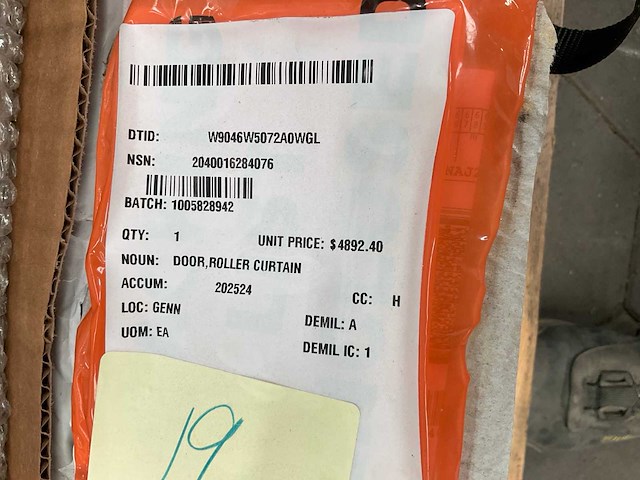 DTID: W9046W5072A0WGL
NSN: 2040016284076
BATCH: 1005828942
QTY: 1 UNIT PRICE: $4892.40
NOUN: DOOR,ROLLER CURTAIN
ACCUM: 202524
CC: H
LOC: GENN
DEMIL: A
UOM: EA
DEMIL IC: 1
19